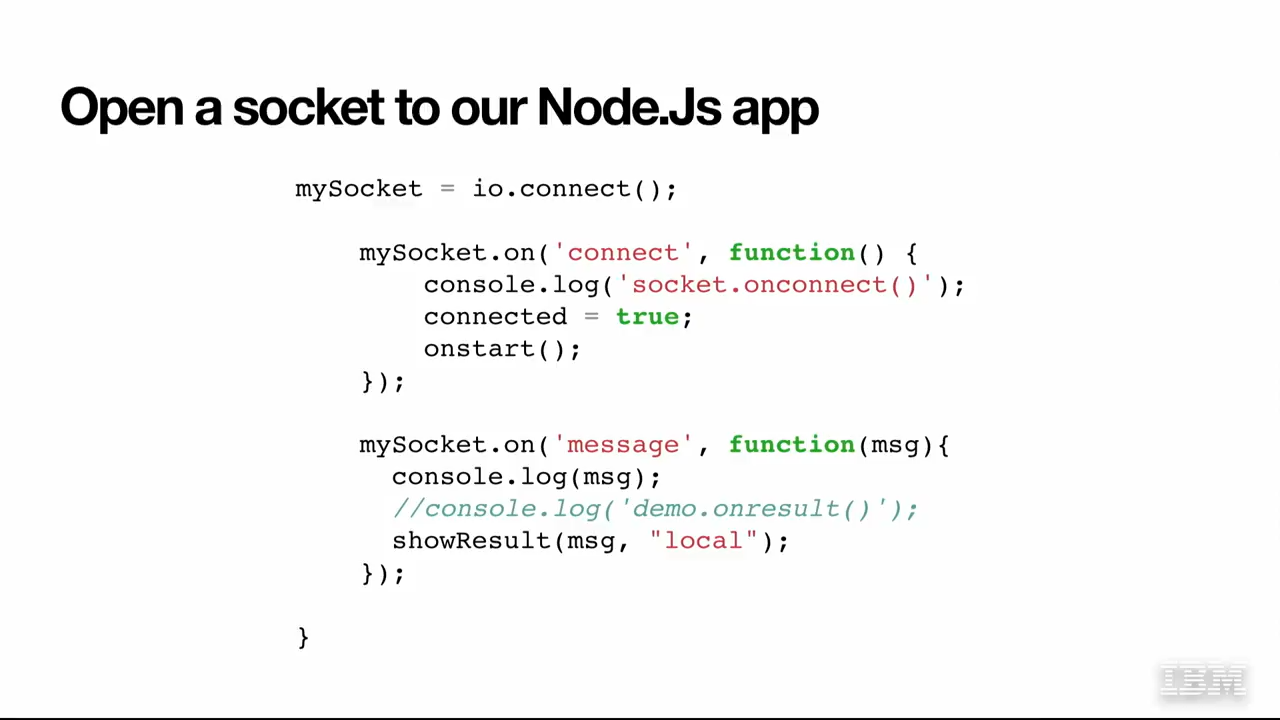 Open a socket to our Node.Js app
mySocket = io.connect();
mySocket.on('connect', function() {
console.log('socket.onconnect()');
connected = true;
onstart();
});
mySocket.on('message', function(msg){
console.log(msg);
//console.log('demo.onresult()');
showResult(msg, "local");
});
}
IBM